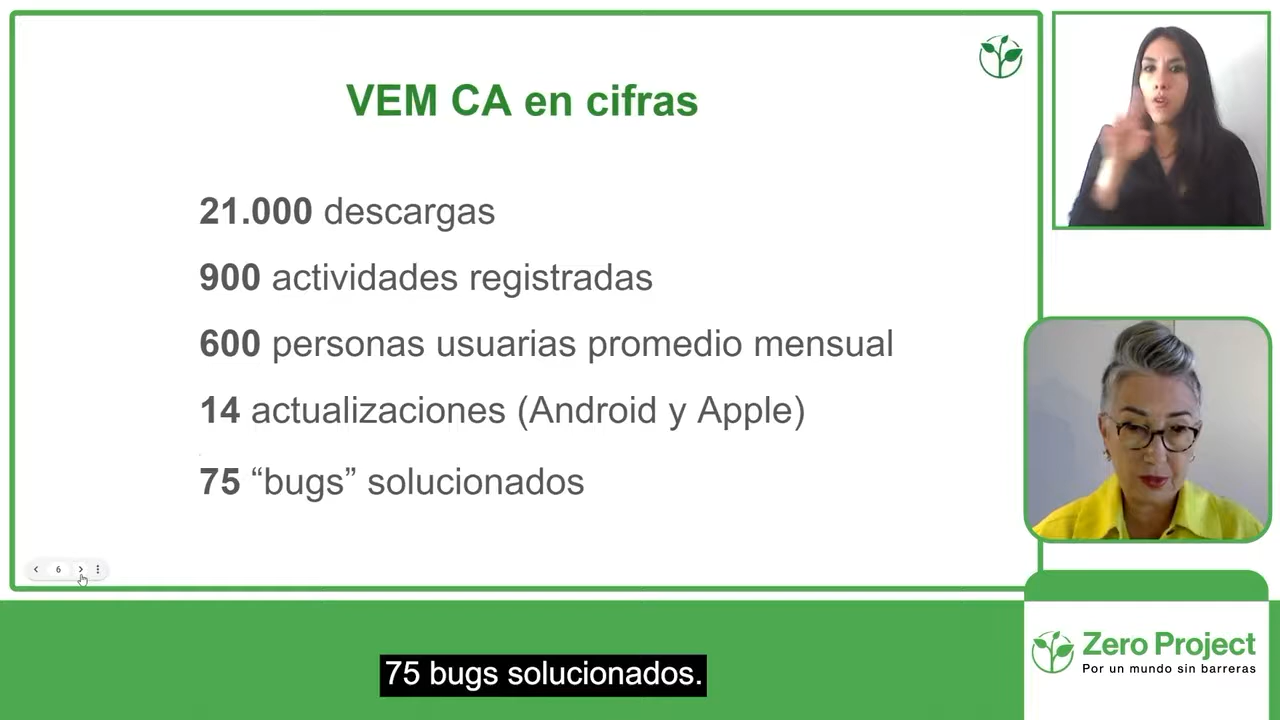 VEM CA en cifras
21.000 descargas
900 actividades registradas
600 personas usuarias promedio mensual
14 actualizaciones (Android y Apple)
75 “bugs” solucionados
6
75 bugs solucionados.
Zero Project
Por un mundo sin barreras